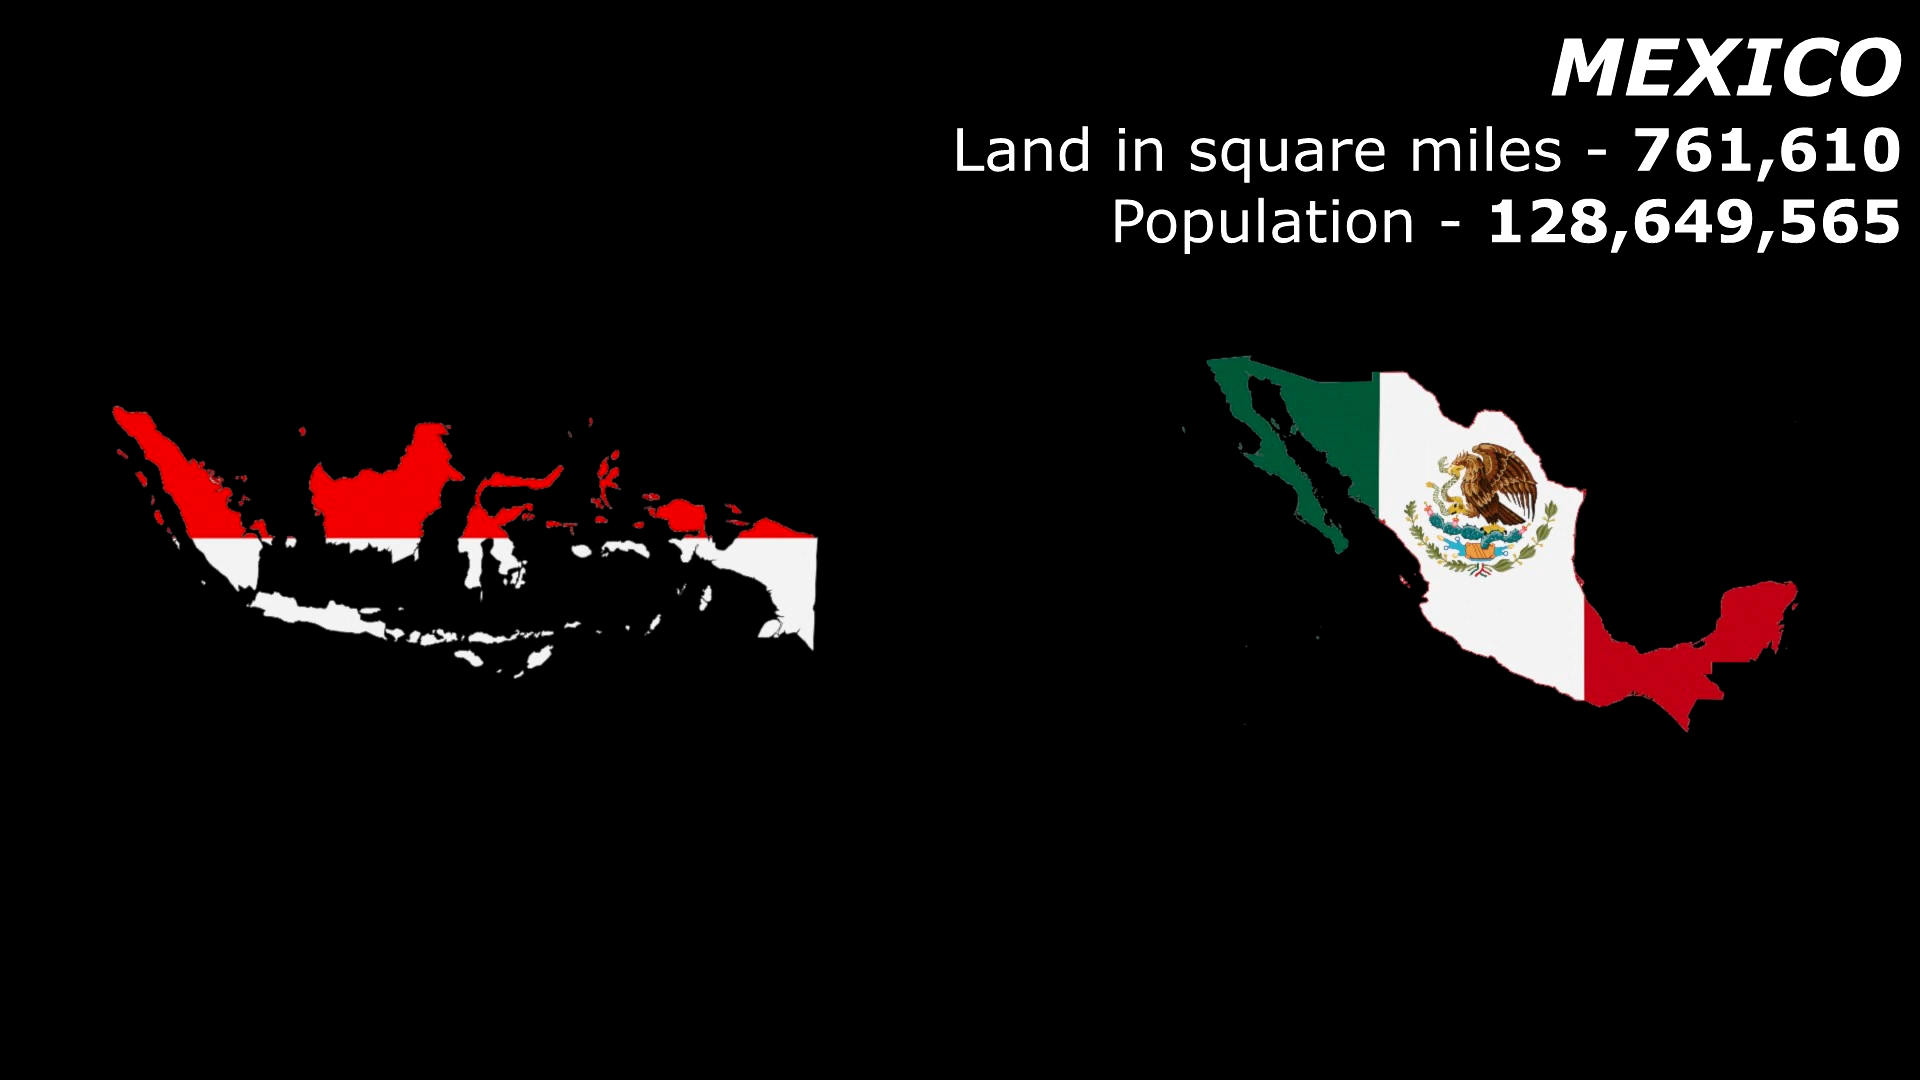 MEXICO
Land in square miles - 761,610
Population - 128,649,565